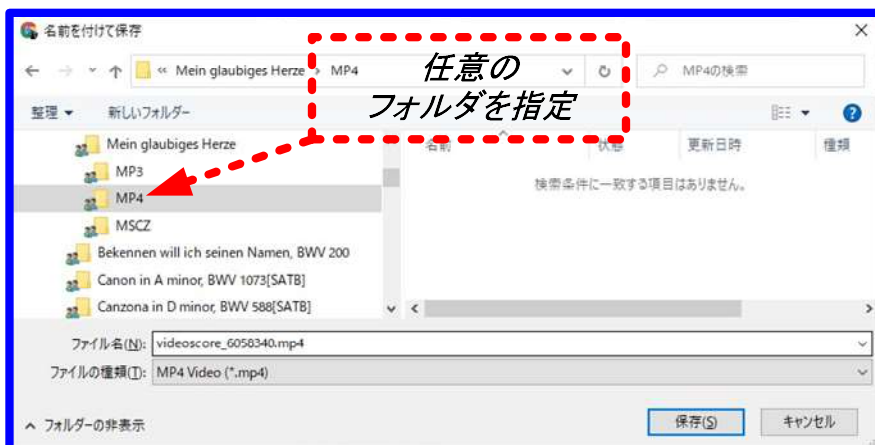 名前を付けて保存
« Mein glaubiges Herze › MP4
MP4の検索
任意の
フォルダを指定
整理
新しいフォルダー
Mein glaubiges Herze
MP3
MP4
MSCZ
Bekennen will ich seinen Namen, BWV 200
Canon in A minor, BWV 1073[SATB]
Canzona in D minor, BWV 588[SATB]
名前
状態
更新日時
種類
検索条件に一致する項目はありません。
ファイル名(N): videoscore_6058340.mp4
ファイルの種類(T): MP4 Video (*.mp4)
フォルダーの非表示
保存(S)
キャンセル